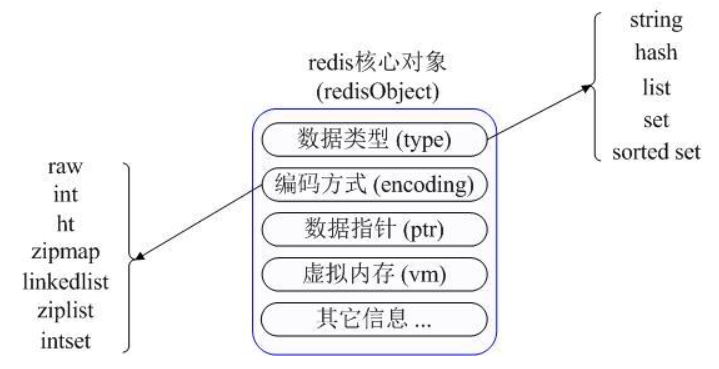 redis核心对象
(redisObject)
数据类型 (type)
编码方式 (encoding)
数据指针 (ptr)
虚拟内存 (vm)
其它信息 ...
string
hash
list
set
sorted set
raw
int
ht
zipmap
linkedlist
ziplist
intset